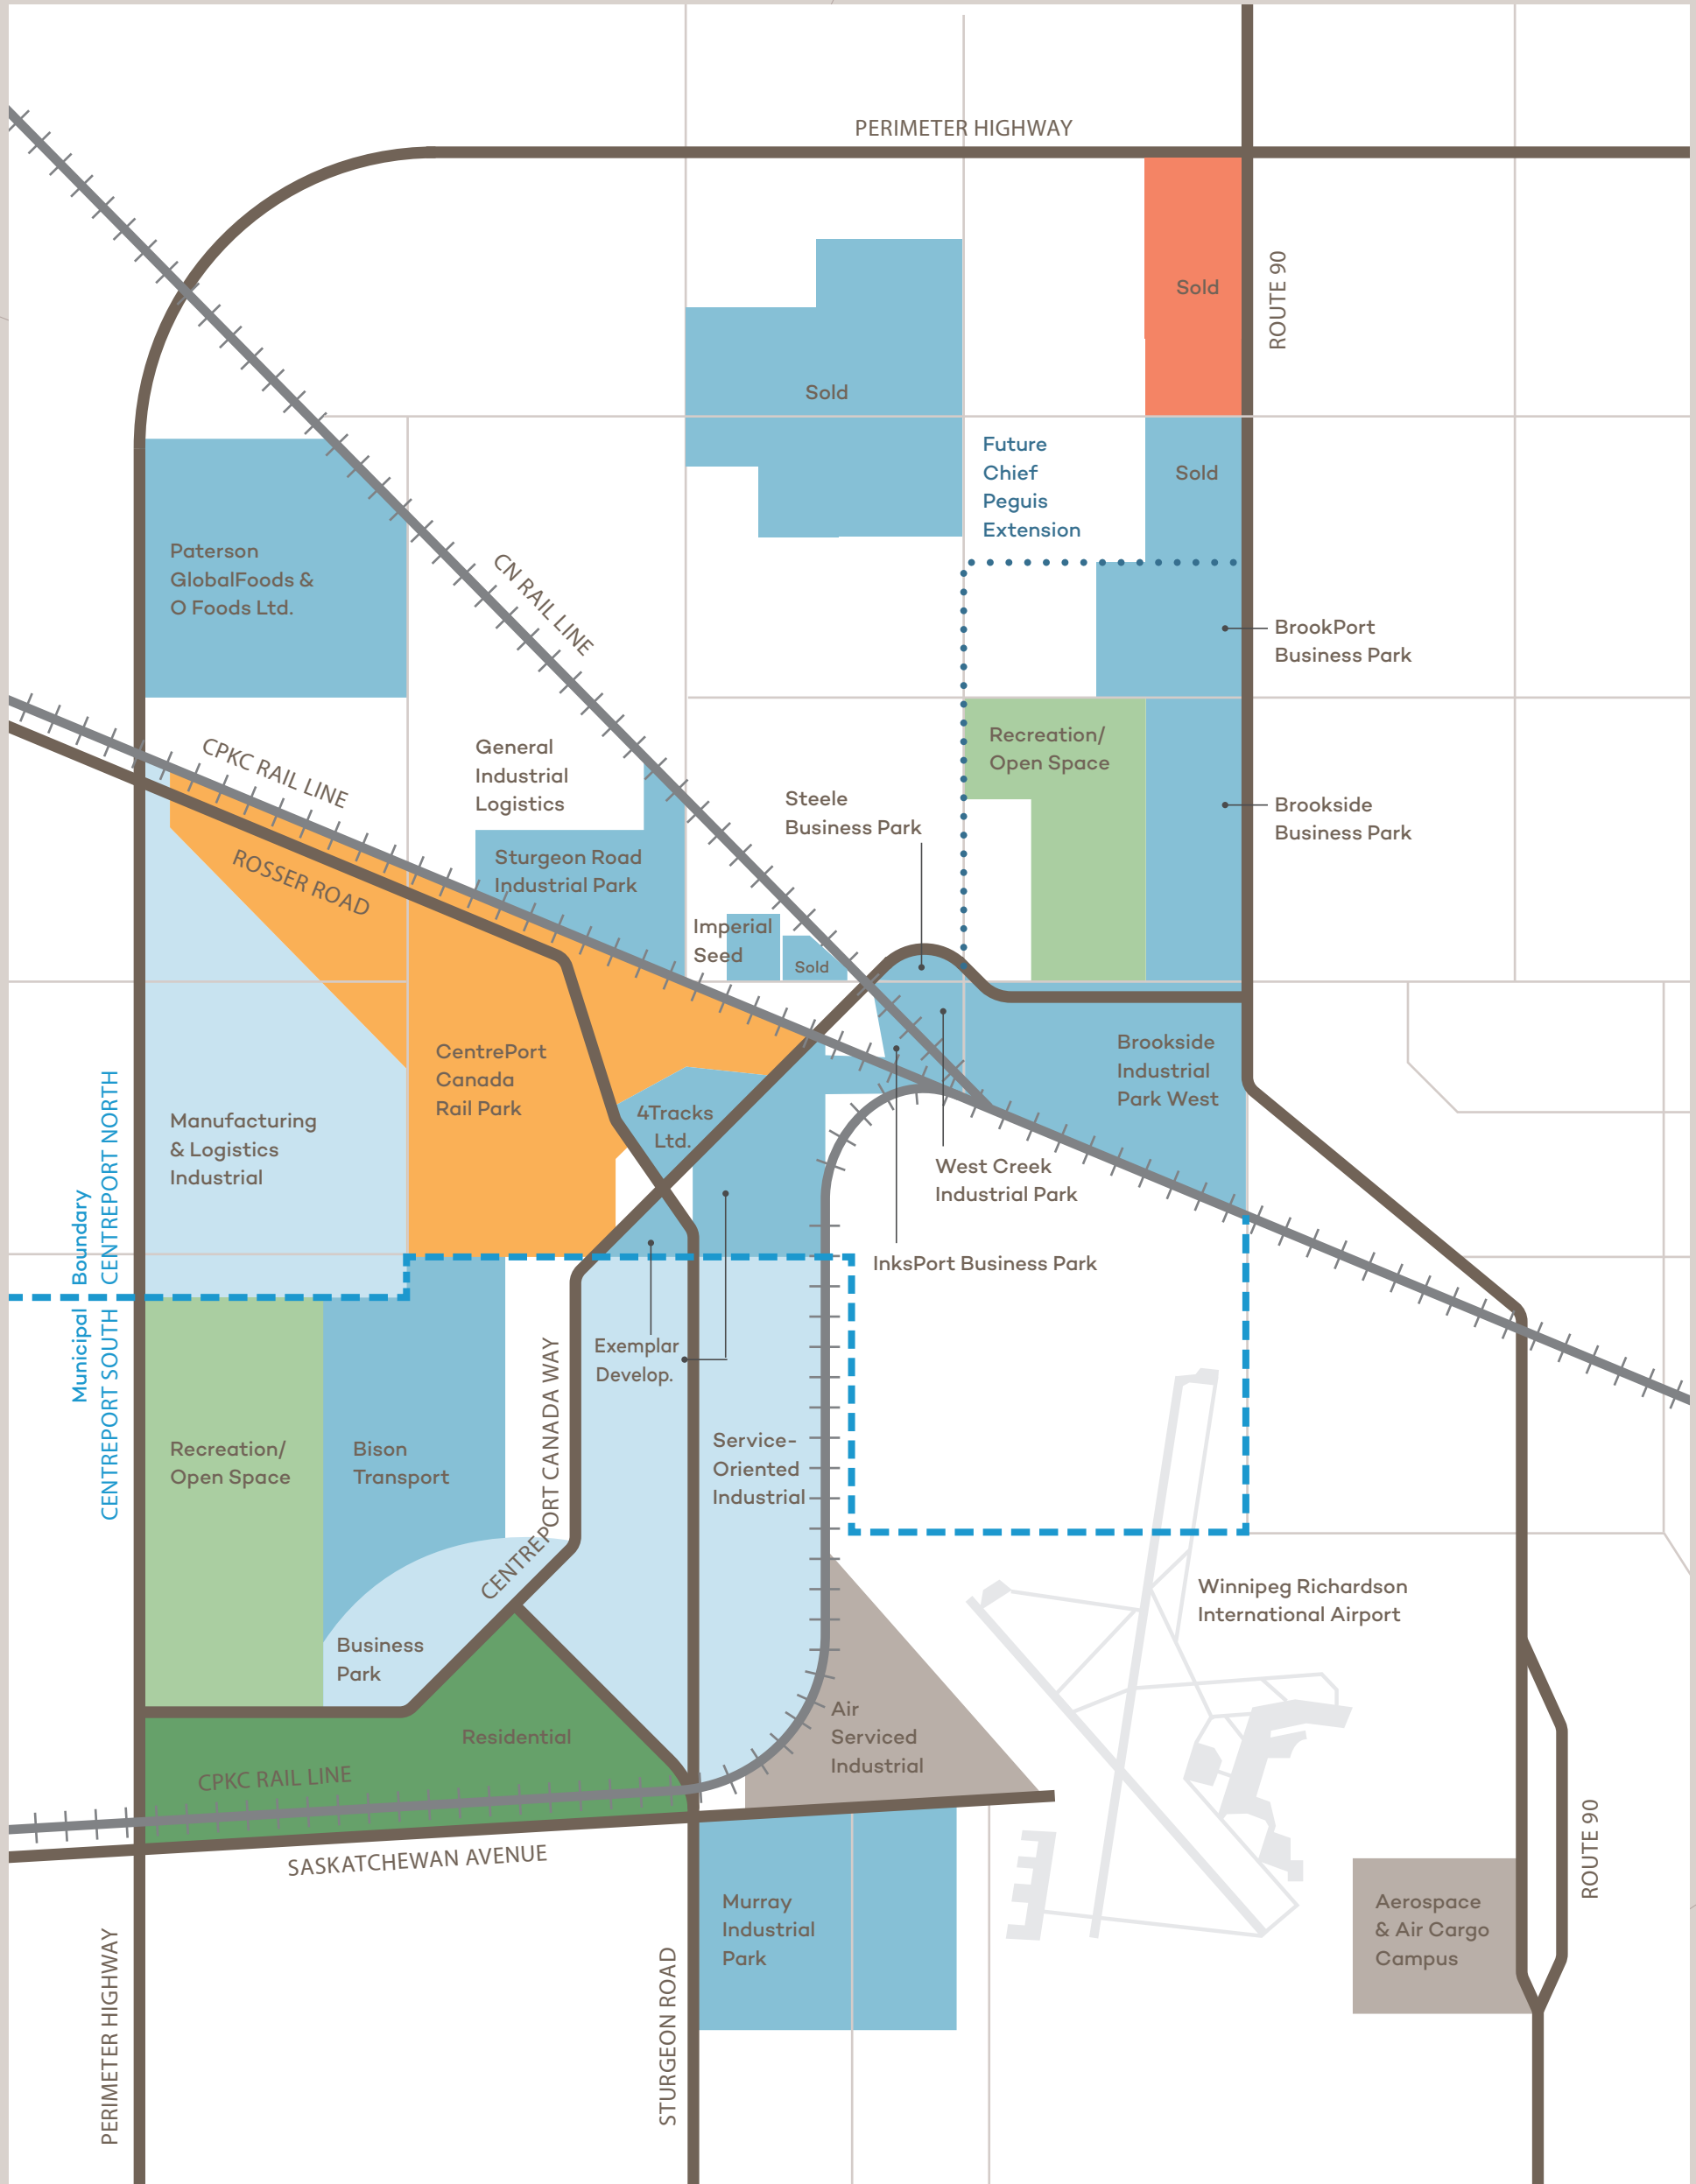 PERIMETER HIGHWAY
Sold
ROUTE 90
Sold
Future
Chief
Peguis
Extension
Sold
Paterson
GlobalFoods &
O Foods Ltd.
CN RAIL LINE
BrookPort
Business Park
Recreation/
Open Space
General
Industrial
Logistics
CPKC RAIL LINE
Steele
Business Park
Brookside
Business Park
ROSSER ROAD
Sturgeon Road
Industrial Park
Imperial
Seed
Sold
CentrePort
Canada
Rail Park
Brookside
Industrial
Park West
4Tracks
Ltd.
Manufacturing
& Logistics
Industrial
West Creek
Industrial Park
InksPort Business Park
Municipal Boundary
CENTREPORT SOUTH CENTREPORT NORTH
Exemplar
Develop.
CENTREPORT CANADA WAY
Recreation/
Open Space
Bison
Transport
Service-
Oriented
Industrial
Winnipeg Richardson
International Airport
Business
Park
Air
Serviced
Industrial
Residential
CPKC RAIL LINE
SASKATCHEWAN AVENUE
ROUTE 90
Murray
Industrial
Park
Aerospace
& Air Cargo
Campus
PERIMETER HIGHWAY
STURGEON ROAD